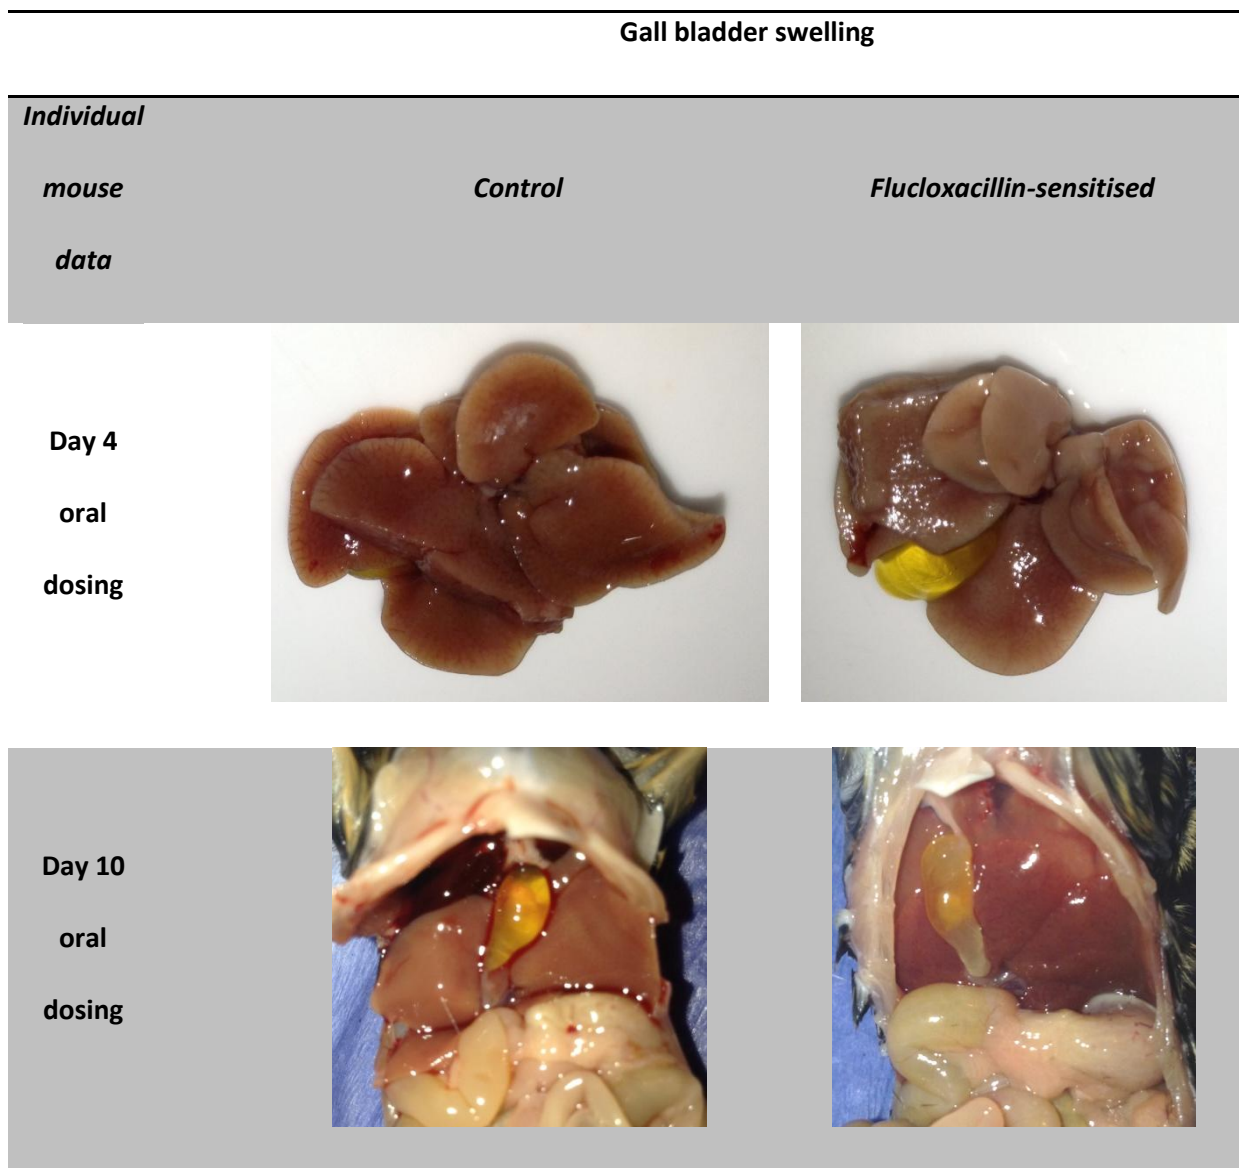 Gall bladder swelling
Individual
mouse
data
Control
Flucloxacillin-sensitised
Day 4
oral
dosing
Day 10
oral
dosing